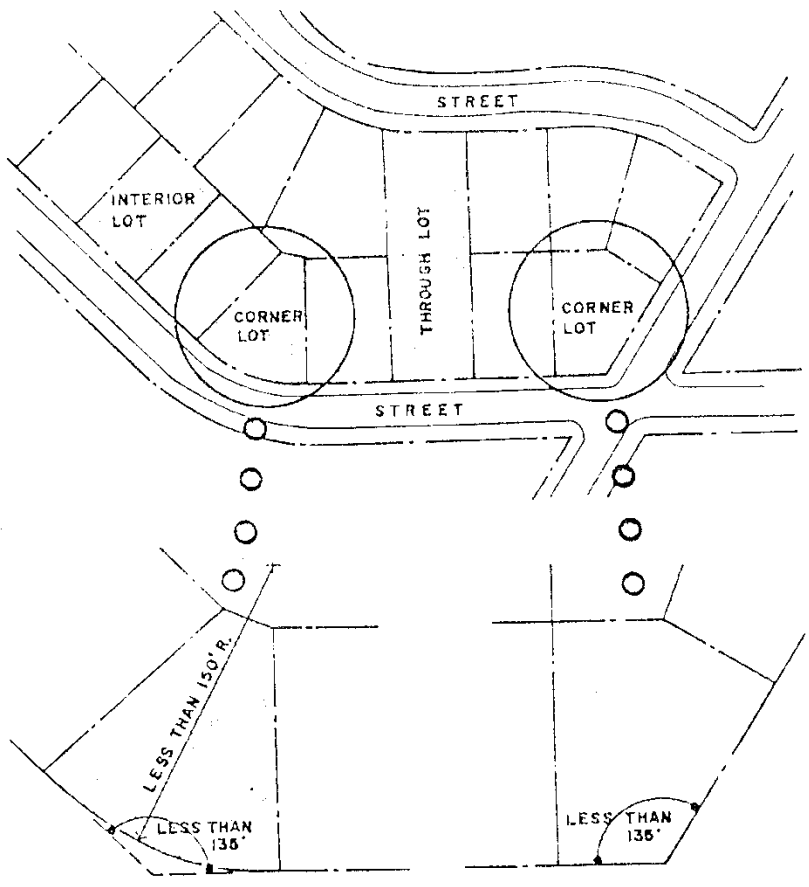 STREET
INTERIOR
LOT
THROUGH LOT
CORNER
LOT
CORNER
LOT
STREET
LESS THAN 150' R.
LESS THAN
135°
LESS THAN
135°